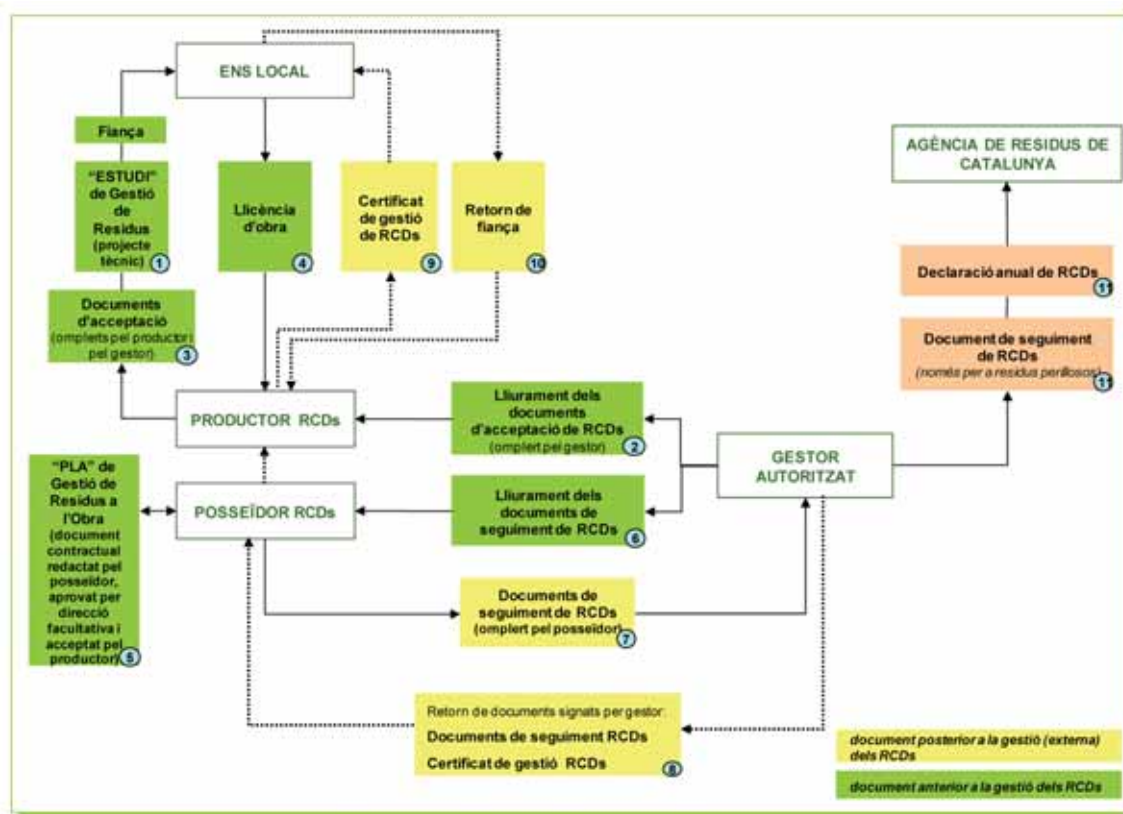 ENS LOCAL
Fiança
"ESTUDI"
de Gestió
de
Residus
(projecte
tècnic)
1
Llicència
d'obra
4
Certificat
de gestió
de RCDs
9
Retorn de
fiança
10
AGÈNCIA DE RESIDUS DE
CATALUNYA
Declaració anual de RCDs
11
Documents
d'acceptació
(omplerts pel productor i
pel gestor)
3
Document de seguiment
de RCDs
(només per a residus perillosos)
11
PRODUCTOR RCDs
Lliurament dels
documents
d'acceptació de RCDs
(omplert pel gestor)
2
GESTOR
AUTORITZAT
"PLA" de
Gestió de
Residus a
l'Obra
(document
contractual
redactat pel
posseïdor,
aprovat per
direcció
facultativa i
acceptat pel
productor)
5
POSSEÏDOR RCDs
Lliurament dels
documents de
seguiment de RCDs
6
Documents de
seguiment de RCDs
(omplert pel posseïdor)
7
Retorn de documents signats per gestor:
Documents de seguiment RCDs
Certificat de gestió RCDs
8
document posterior a la gestió (externa)
dels RCDs
document anterior a la gestió dels RCDs